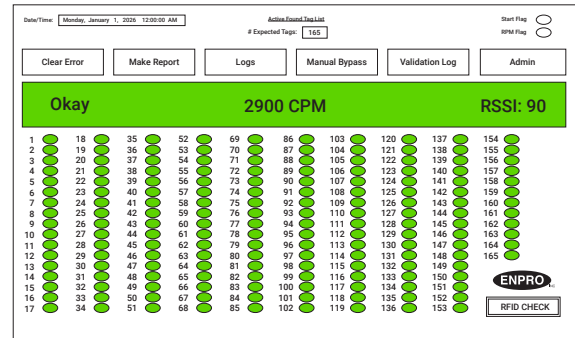 Date/Time: Monday, January 1, 2026 12:00:00 AM
Active Found Tag List
# Expected Tags: 165
Start Flag
RPM Flag
Clear Error Make Report Logs Manual Bypass Validation Log Admin
Okay 2900 CPM RSSI: 90
1 18 35 52 69 86 103 120 137 154
2 19 36 53 70 87 104 121 138 155
3 20 37 54 71 88 105 122 139 156
4 21 38 55 72 89 106 123 140 157
5 22 39 56 73 90 107 124 141 158
6 23 40 57 74 91 108 125 142 159
7 24 41 58 75 92 109 126 143 160
8 25 42 59 76 93 110 127 144 161
9 26 43 60 77 94 111 128 145 162
10 27 44 61 78 95 112 129 146 163
11 28 45 62 79 96 113 130 147 164
12 29 46 63 80 97 114 131 148 165
13 30 47 64 81 98 115 132 149
14 31 48 65 82 99 116 133 150
15 32 49 66 83 100 117 134 151
16 33 50 67 84 101 118 135 152
17 34 51 68 85 102 119 136 153
ENPRO
RFID CHECK